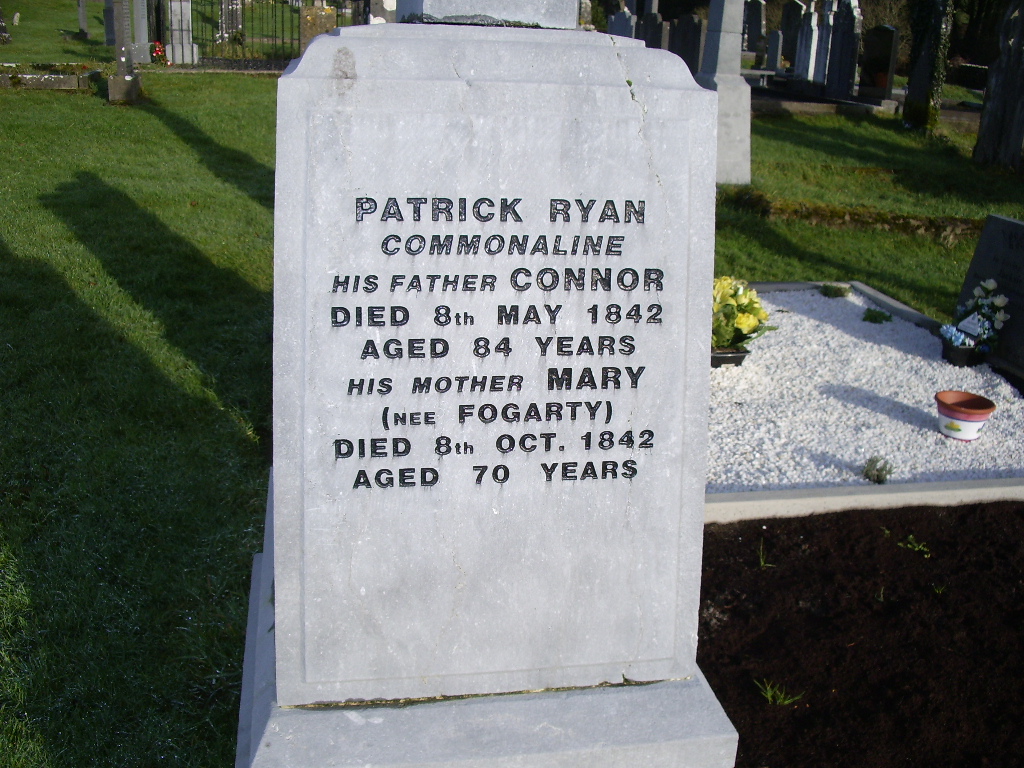 PATRICK RYAN
COMMONALINE
HIS FATHER CONNOR
DIED 8th MAY 1842
AGED 84 YEARS
HIS MOTHER MARY
(NEE FOGARTY)
DIED 8th OCT. 1842
AGED 70 YEARS